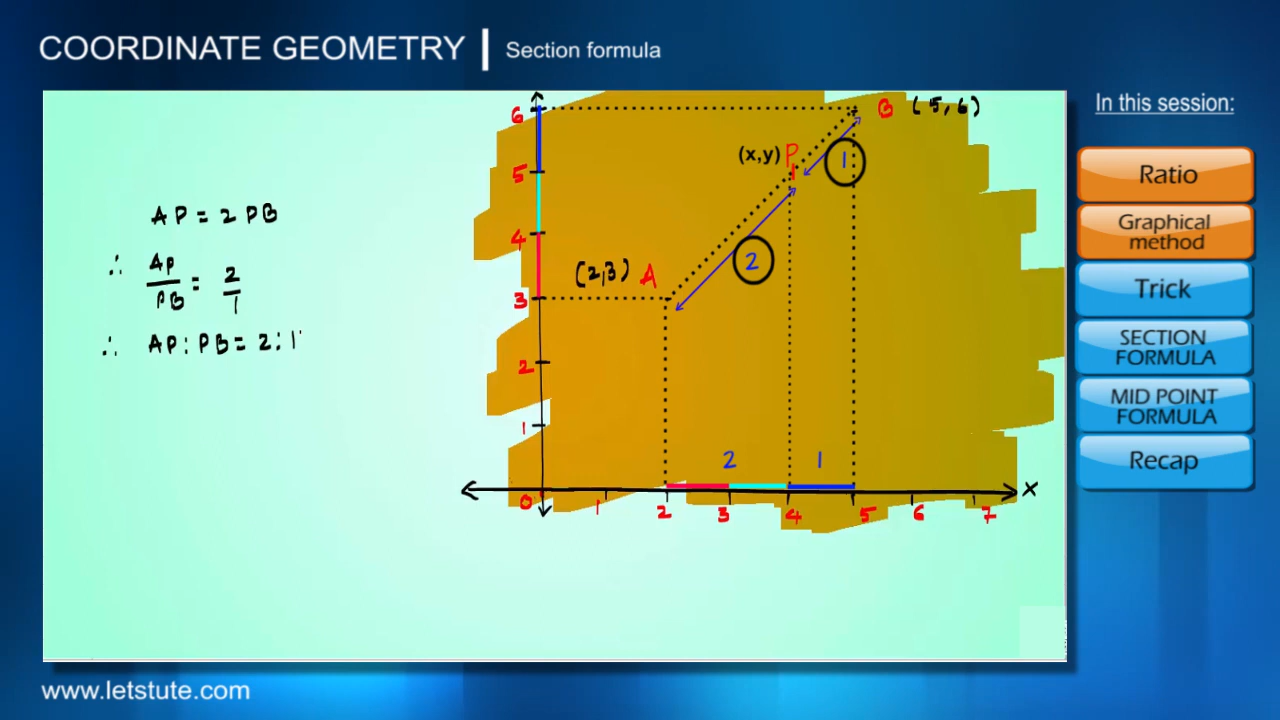 COORDINATE GEOMETRY | Section formula
In this session:
Ratio
Graphical
method
Trick
SECTION
FORMULA
MID POINT
FORMULA
Recap
AP = 2 PB
∴ AP/PB = 2/1
∴ AP : PB = 2 : 1
6
B (5,6)
(x,y) P
1
5
4
2
(2,3) A
3
2
1
2 1
0 1 2 3 4 5 6 7 X
www.letstute.com